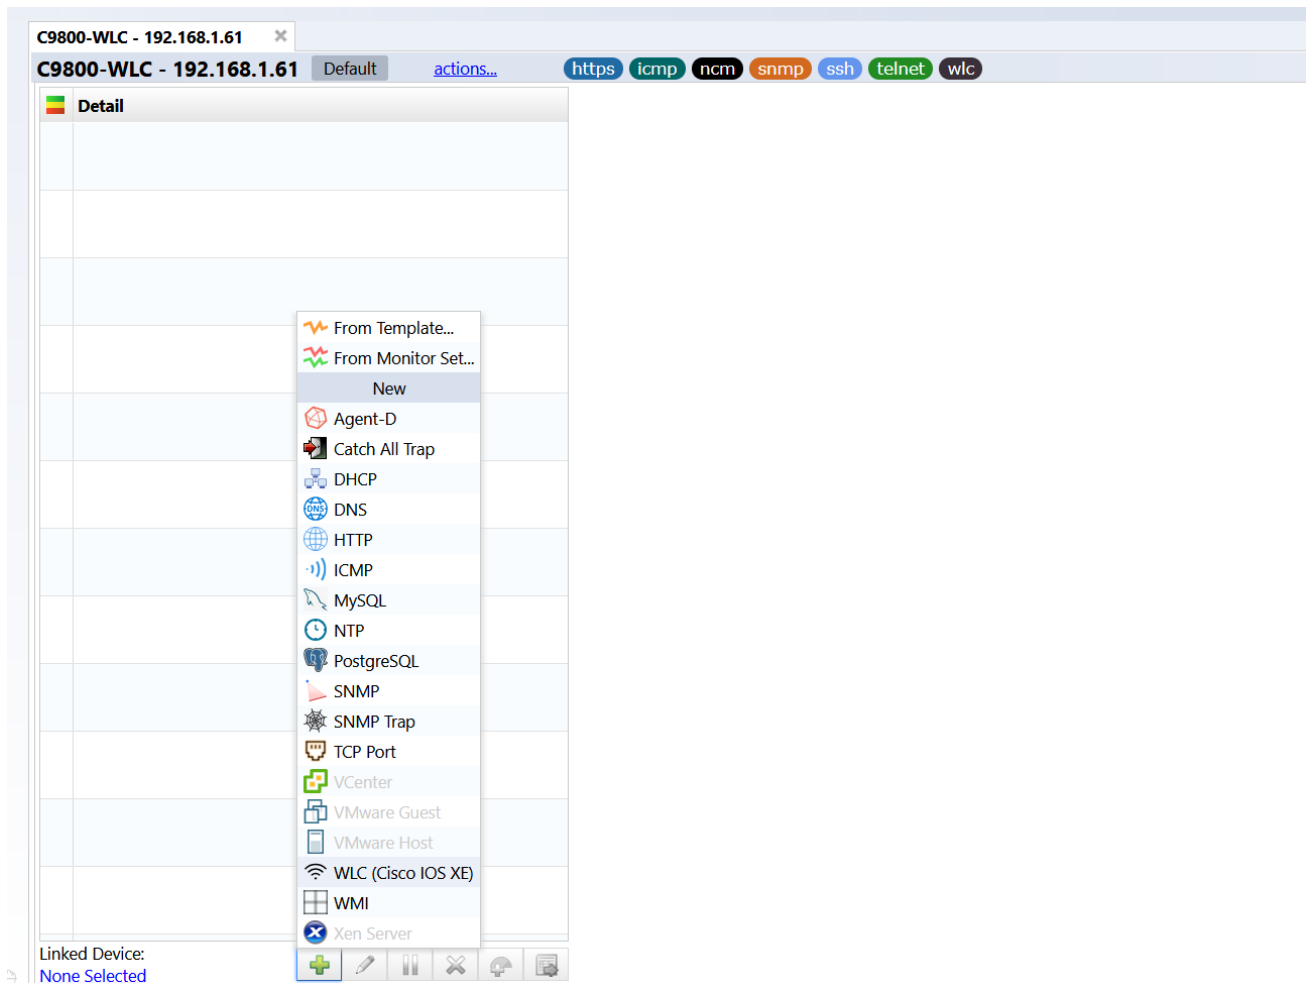 C9800-WLC - 192.168.1.61
C9800-WLC - 192.168.1.61 Default actions... https icmp ncm snmp ssh telnet wlc
Detail
From Template...
From Monitor Set...
New
Agent-D
Catch All Trap
DHCP
DNS
DNS
HTTP
ICMP
MySQL
NTP
PostgreSQL
SNMP
SNMP Trap
TCP Port
VCenter
VMware Guest
VMware Host
WLC (Cisco IOS XE)
WMI
Xen Server
Linked Device:
None Selected